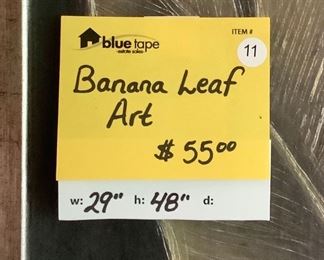 blue tape
estate sales
ITEM #
11
Banana Leaf
Art
$ 55.00
w: 29" h: 48" d: